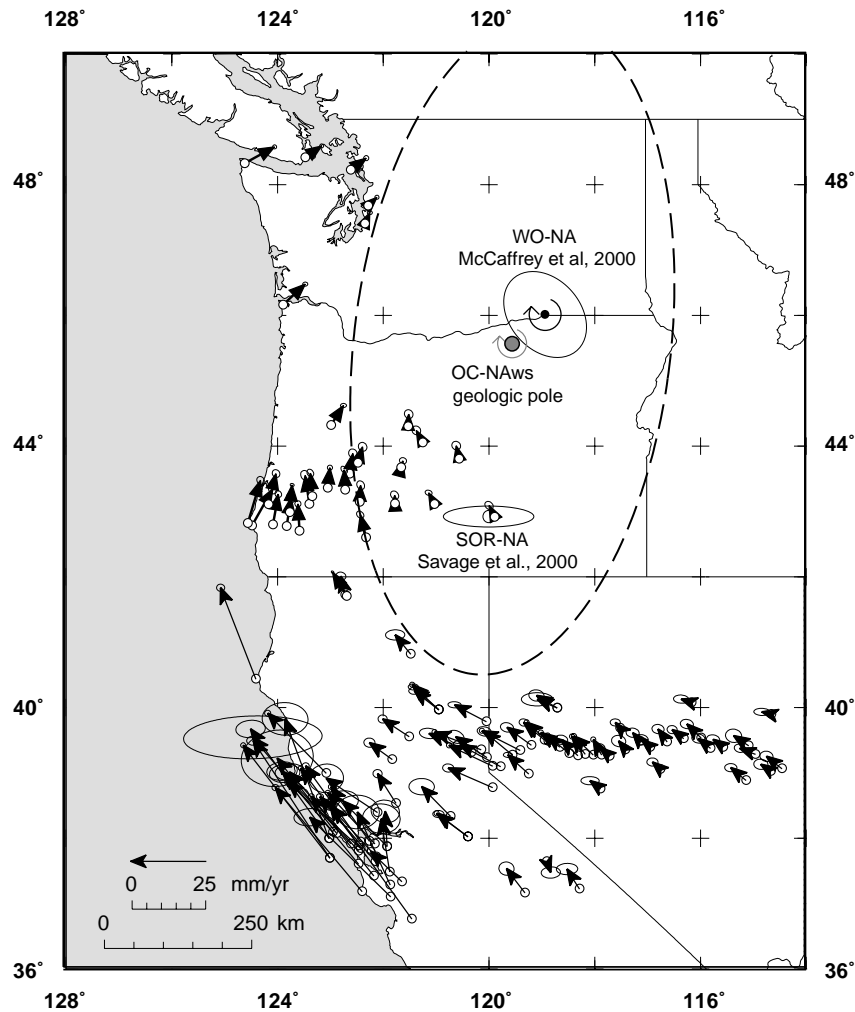 128° 124° 120° 116°
48° 48°
WO-NA
McCaffrey et al, 2000
OC-NAws
geologic pole
44° 44°
SOR-NA
Savage et al., 2000
40° 40°
0 25 mm/yr
0 250 km
36° 36°
128° 124° 120° 116°